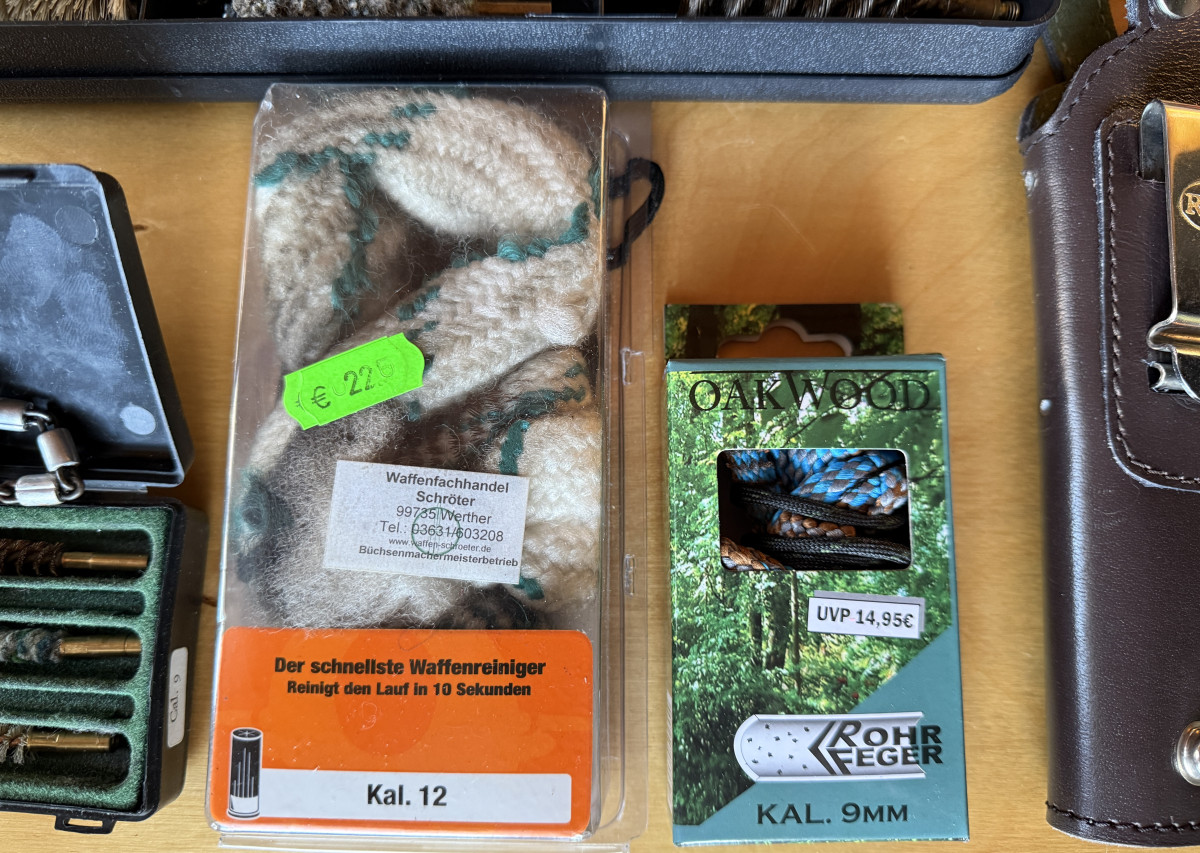 € 22.5
Waffenfachhandel
Schröter
99735 Werther
Tel.: 03631/603208
www.waffen-schroeter.de
Büchsenmachermeisterbetrieb
Der schnellste Waffenreiniger
Reinigt den Lauf in 10 Sekunden
Kal. 12
OAKWOOD
UVP 14,95€
ROHR
FEGER
KAL. 9MM
Cal. 9
R